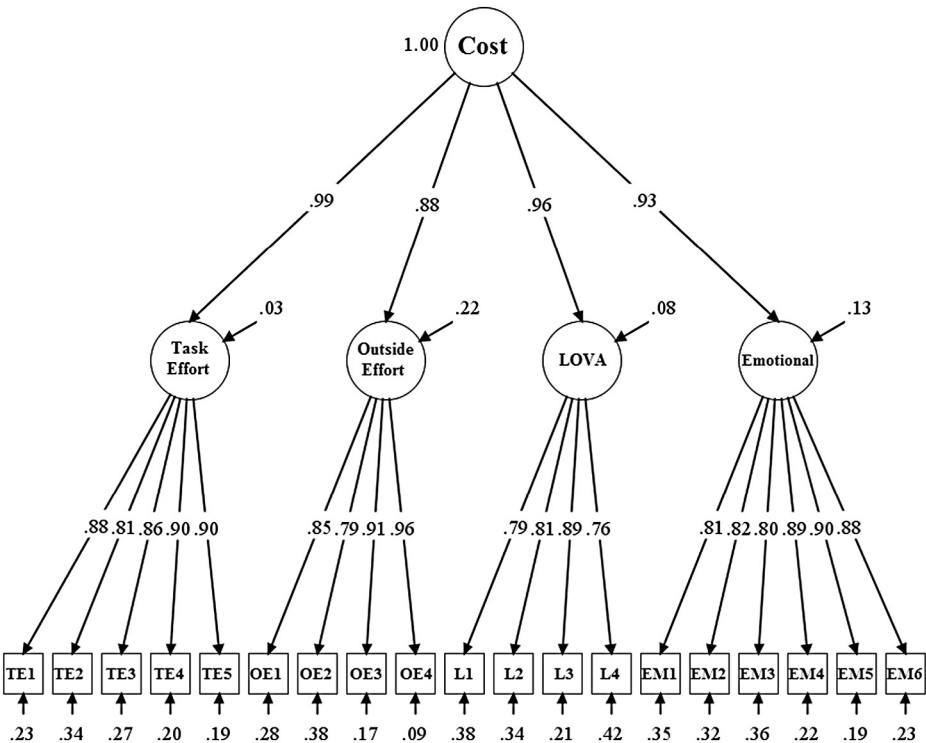 1.00 Cost
.99 .88 .96 .93
.03 .22 .08 .13
Task
Effort
Outside
Effort
LOVA
Emotional
.88 .81 .86 .90 .90 .85 .79 .91 .96 .79 .81 .89 .76 .81 .82 .80 .89 .90 .88
TE1 TE2 TE3 TE4 TE5 OE1 OE2 OE3 OE4 L1 L2 L3 L4 EM1 EM2 EM3 EM4 EM5 EM6
.23 .34 .27 .20 .19 .28 .38 .17 .09 .38 .34 .21 .42 .35 .32 .36 .22 .19 .23